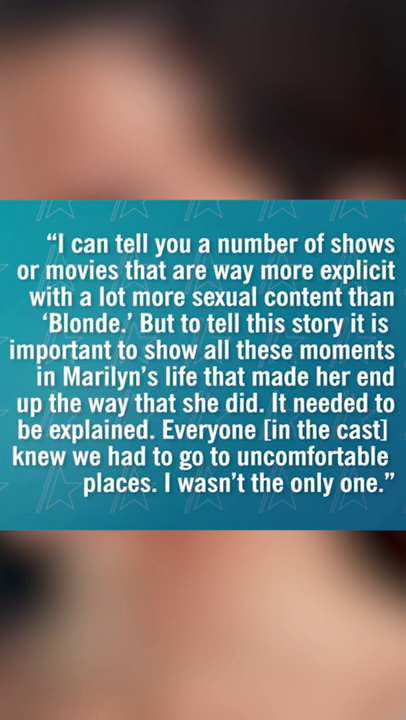 “I can tell you a number of shows
or movies that are way more explicit
with a lot more sexual content than
‘Blonde.’ But to tell this story it is
important to show all these moments
in Marilyn’s life that made her end
up the way that she did. It needed to
be explained. Everyone [in the cast]
knew we had to go to uncomfortable
places. I wasn’t the only one.”